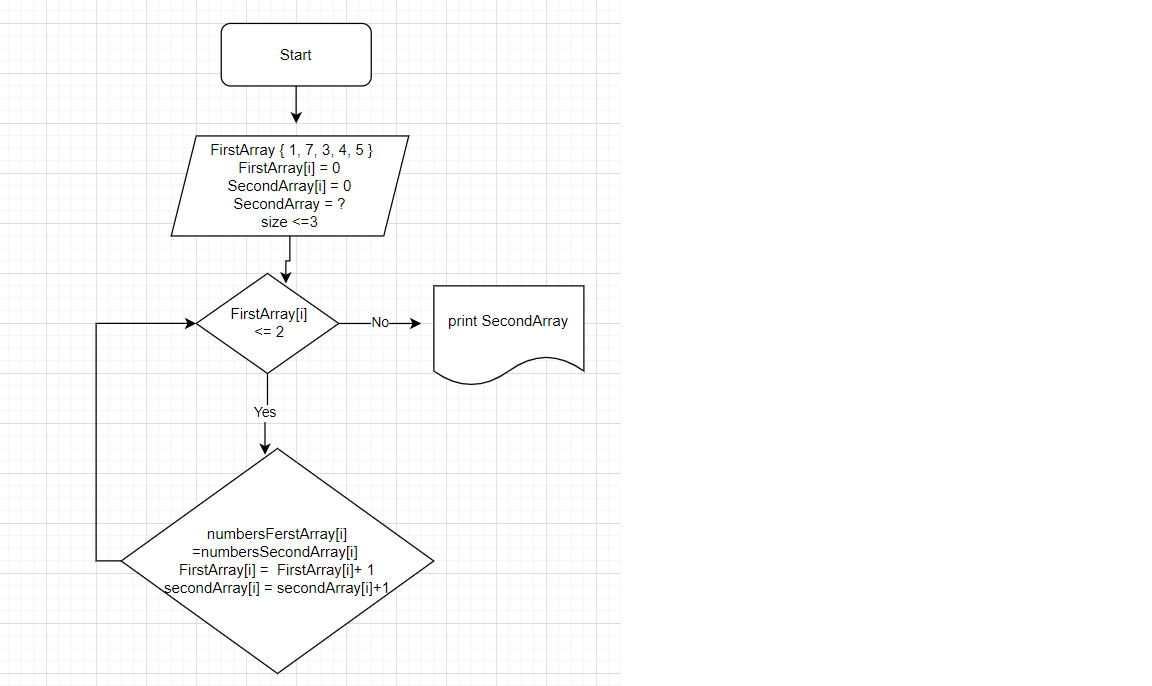 Start
FirstArray { 1, 7, 3, 4, 5 }
FirstArray[i] = 0
SecondArray[i] = 0
SecondArray = ?
size <=3
FirstArray[i]
<= 2
No
print SecondArray
Yes
numbersFerstArray[i]
=numbersSecondArray[i]
FirstArray[i] =  FirstArray[i]+ 1
secondArray[i] = secondArray[i]+1